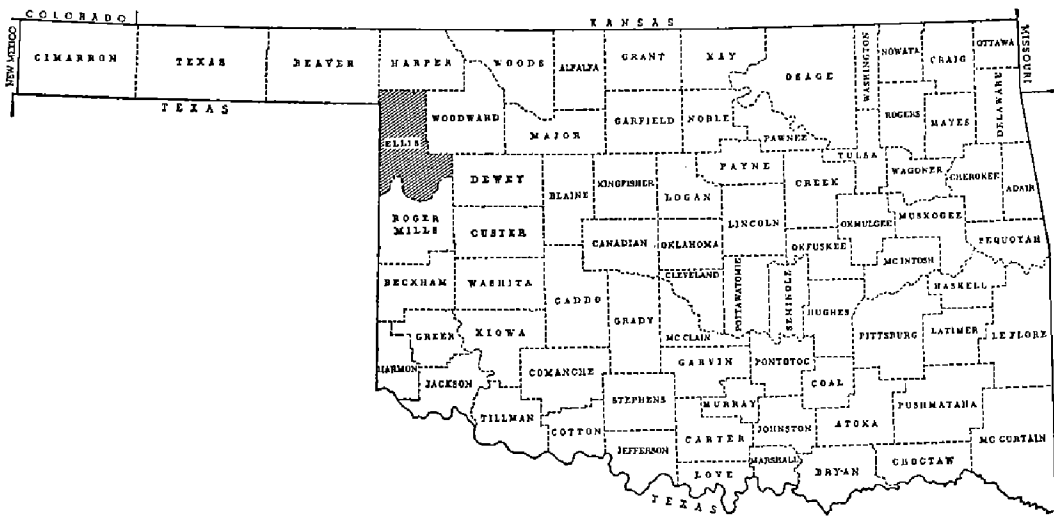 COLORADO
KANSAS
NEW MEXICO
MISSOURI
CIMARRON
TEXAS
BEAVER
HARPER
WOODS
ALFALFA
GRANT
KAY
OSAGE
WASHINGTON
NOWATA
CRAIG
OTTAWA
TEXAS
ELLIS
WOODWARD
MAJOR
GARFIELD
NOBLE
PAWNEE
ROGERS
MAYES
DELAWARE
DEWEY
BLAINE
KINGFISHER
LOGAN
PAYNE
CREEK
TULSA
WAGONER
CHEROKEE
ADAIR
ROGER
MILLS
CUSTER
CANADIAN
OKLAHOMA
LINCOLN
OKFUSKEE
OKMULGEE
MUSKOGEE
SEQUOYAH
BECKHAM
WASHITA
CADDO
GRADY
CLEVELAND
POTTAWATOMIE
SEMINOLE
HUGHES
MCINTOSH
HASKELL
GREER
KIOWA
MCCLAIN
PITTSBURG
LATIMER
LE FLORE
HARMON
JACKSON
COMANCHE
GARVIN
PONTOTOC
COAL
TILLMAN
STEPHENS
MURRAY
JOHNSTON
ATOKA
PUSHMATAHA
COTTON
JEFFERSON
CARTER
MARSHALL
BRYAN
CHOCTAW
MC CURTAIN
LOVE
TEXAS